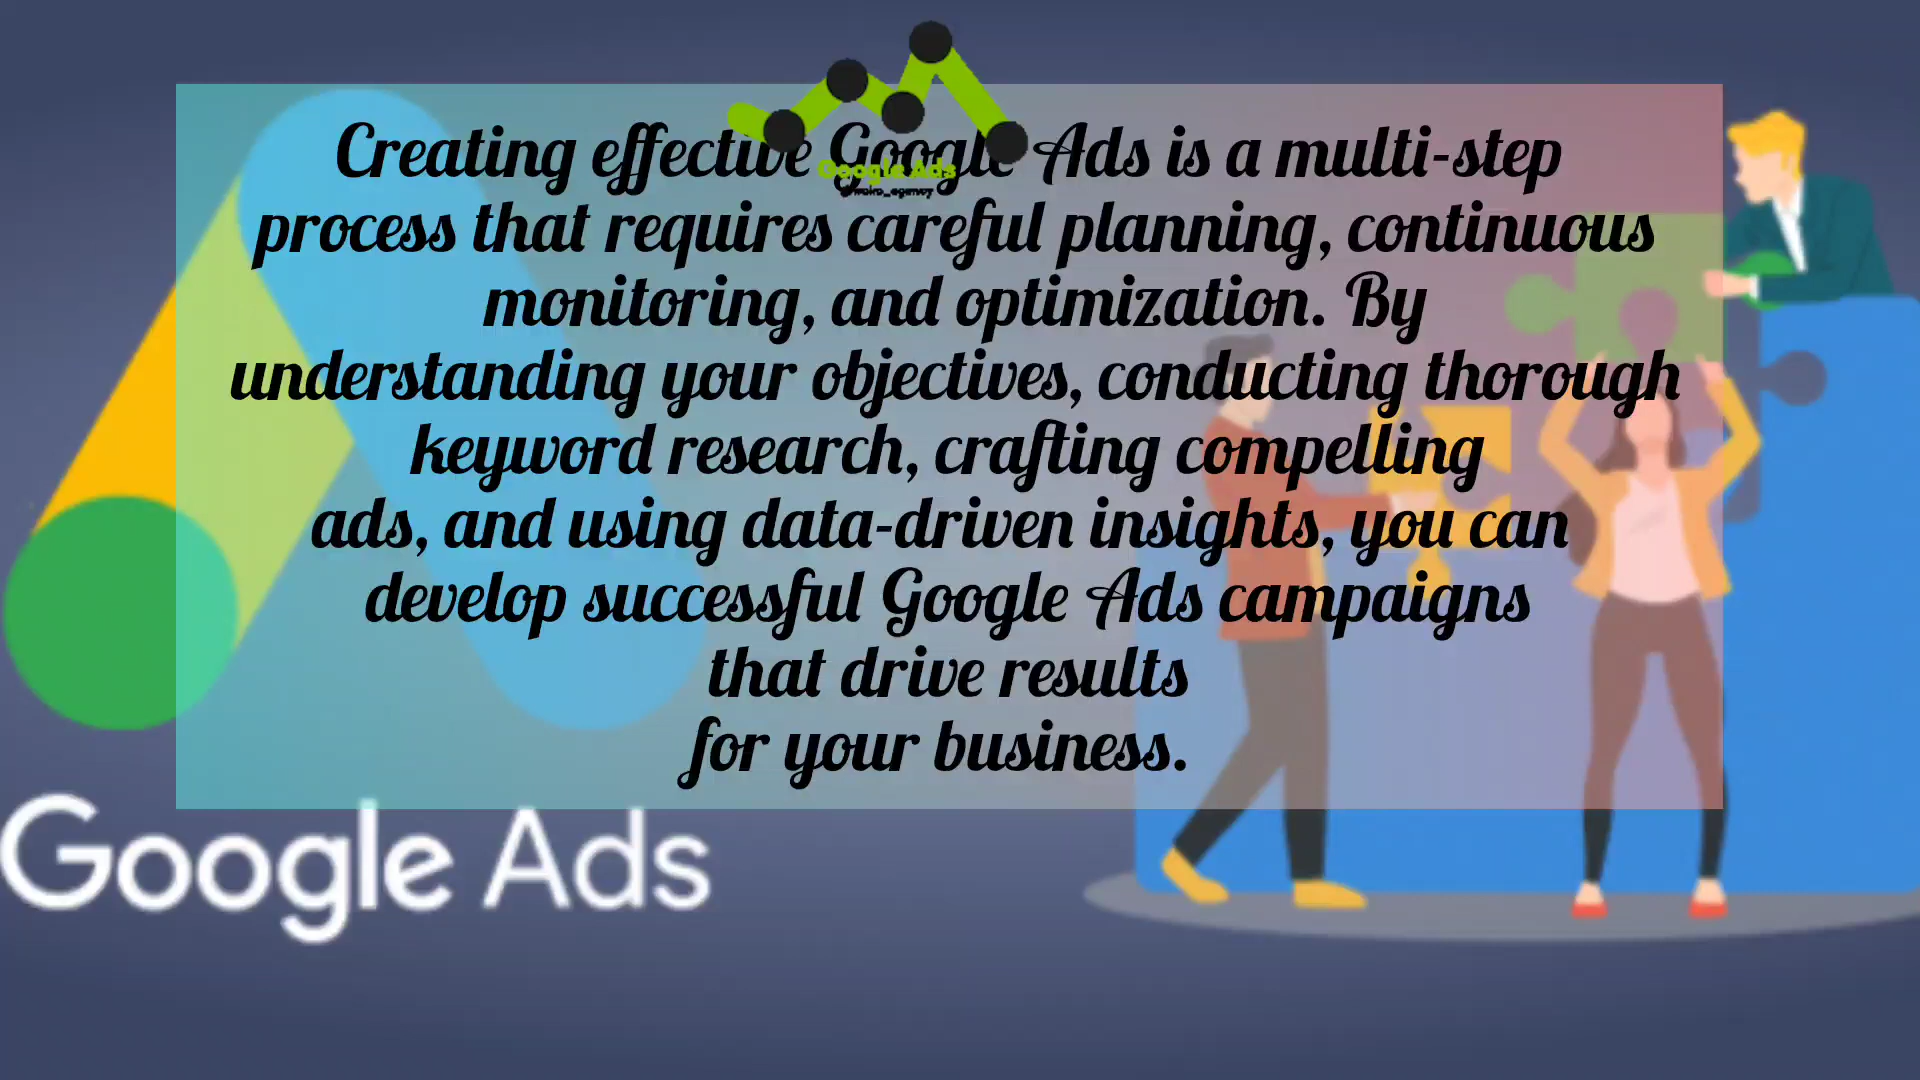 Creating effective Google Ads is a multi-step
process that requires careful planning, continuous
monitoring, and optimization. By
understanding your objectives, conducting thorough
keyword research, crafting compelling
ads, and using data-driven insights, you can
develop successful Google Ads campaigns
that drive results
for your business.
Google Ads
Google Ads